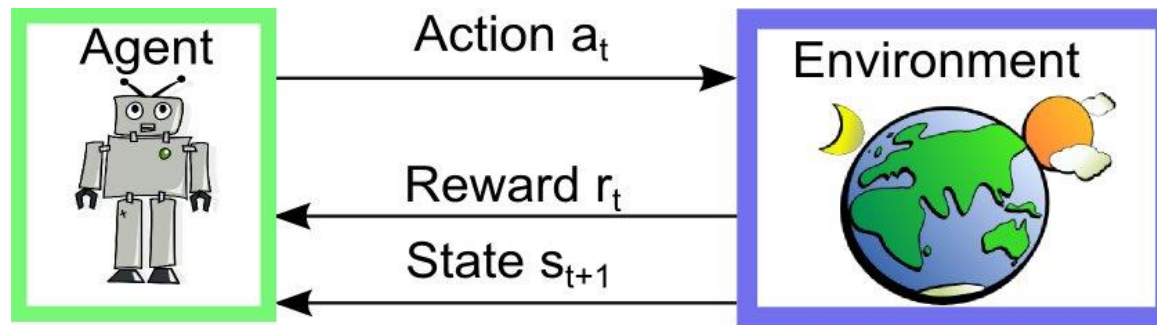 Agent
Action aₜ
Environment
Reward rₜ
State sₜ₊₁